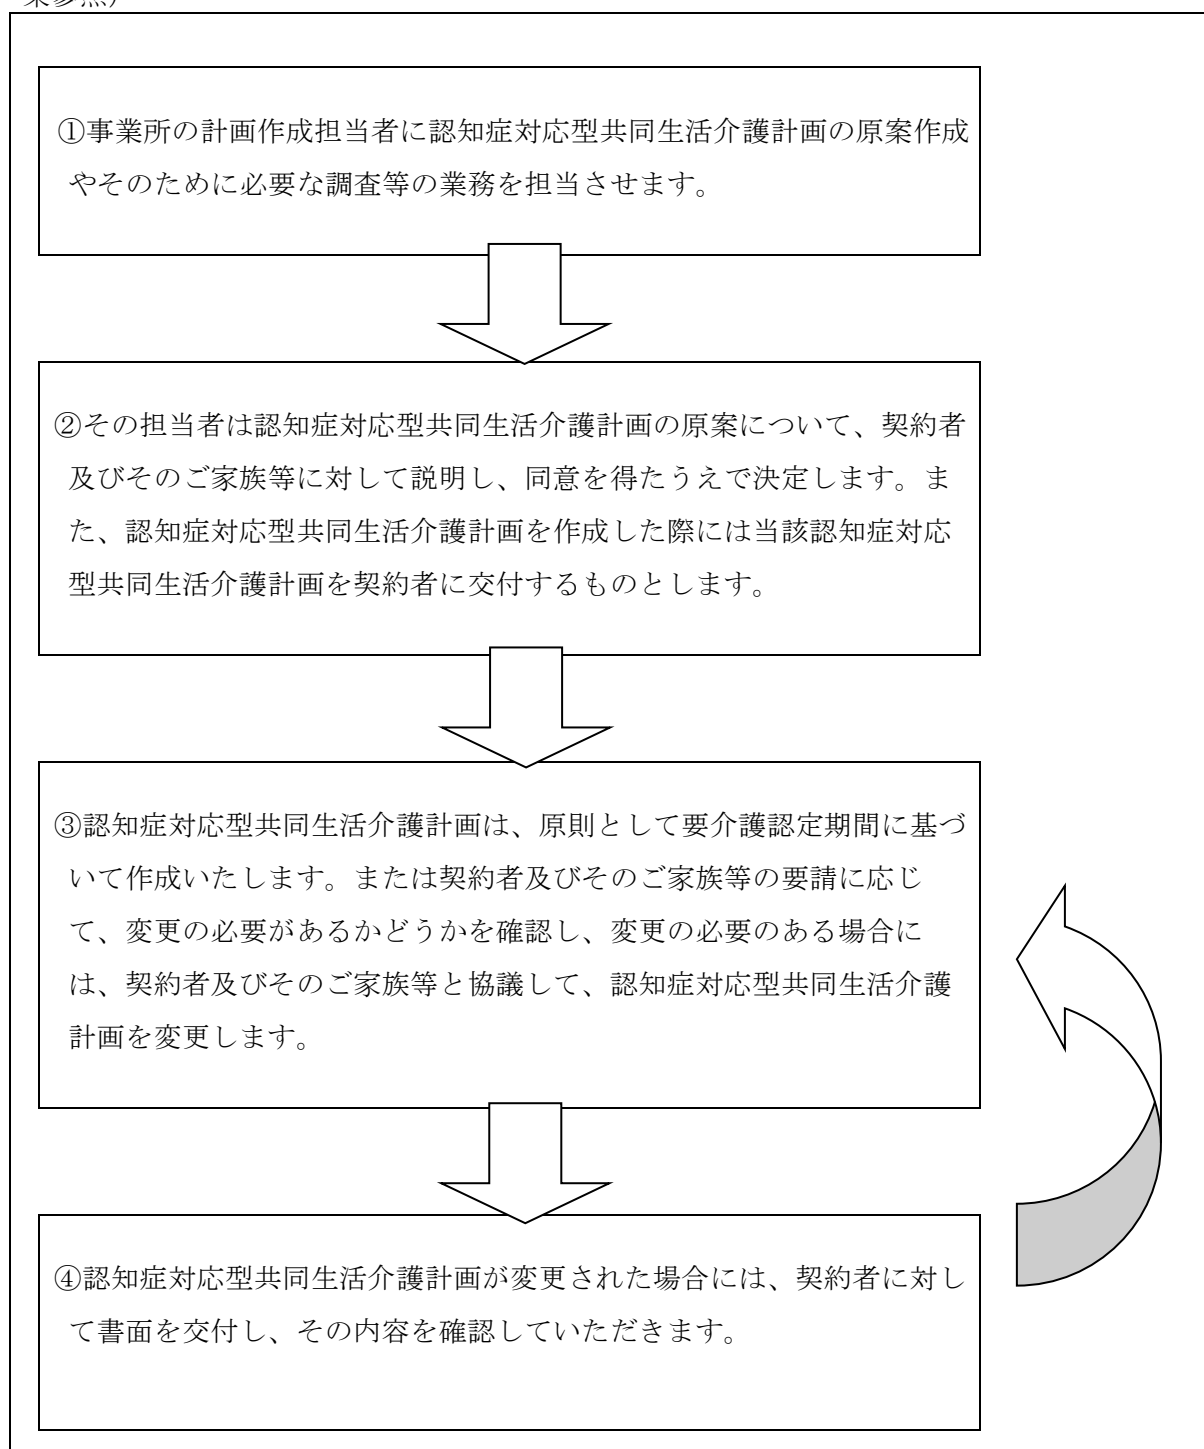 ①事業所の計画作成担当者に認知症対応型共同生活介護計画の原案作成
やそのために必要な調査等の業務を担当させます。
②その担当者は認知症対応型共同生活介護計画の原案について、契約者
及びそのご家族等に対して説明し、同意を得たうえで決定します。ま
た、認知症対応型共同生活介護計画を作成した際には当該認知症対応
型共同生活介護計画を契約者に交付するものとします。
③認知症対応型共同生活介護計画は、原則として要介護認定期間に基づ
いて作成いたします。または契約者及びそのご家族等の要請に応じ
て、変更の必要があるかどうかを確認し、変更の必要のある場合に
は、契約者及びそのご家族等と協議して、認知症対応型共同生活介護
計画を変更します。
④認知症対応型共同生活介護計画が変更された場合には、契約者に対し
て書面を交付し、その内容を確認していただきます。